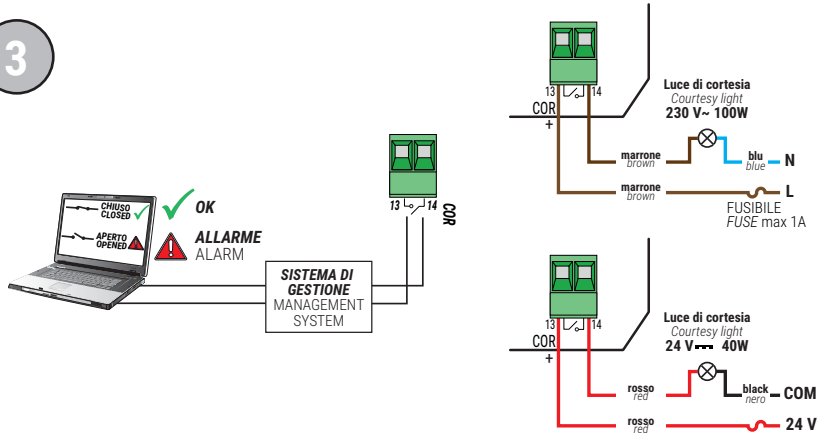 3
CHIUSO
CLOSED
APERTO
OPENED
OK
ALLARME
ALARM
SISTEMA DI
GESTIONE
MANAGEMENT
SYSTEM
13 14
COR
13 14
COR
+
Luce di cortesia
Courtesy light
230 V~ 100W
marrone
brown
blu
blue
N
marrone
brown
L
FUSIBILE
FUSE max 1A
13 14
COR
+
Luce di cortesia
Courtesy light
24 V⎓ 40W
rosso
red
black
nero
COM
rosso
red
24 V